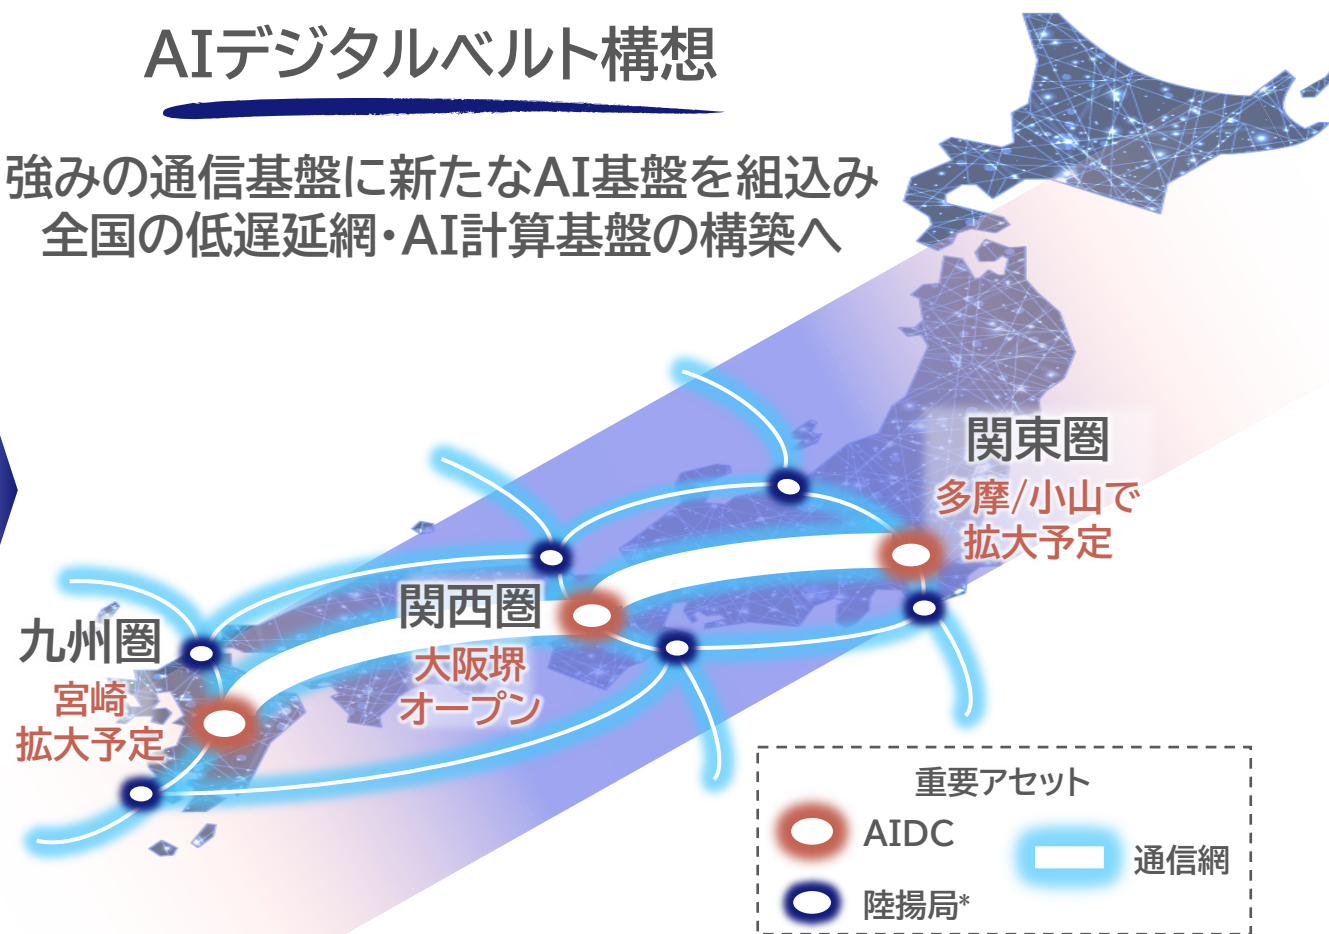 AIデジタルベルト構想
強みの通信基盤に新たなAI基盤を組込み
全国の低遅延網・AI計算基盤の構築へ
関東圏
多摩/小山で
拡大予定
関西圏
大阪堺
オープン
九州圏
宮崎
拡大予定
重要アセット
AIDC
通信網
陸揚局*